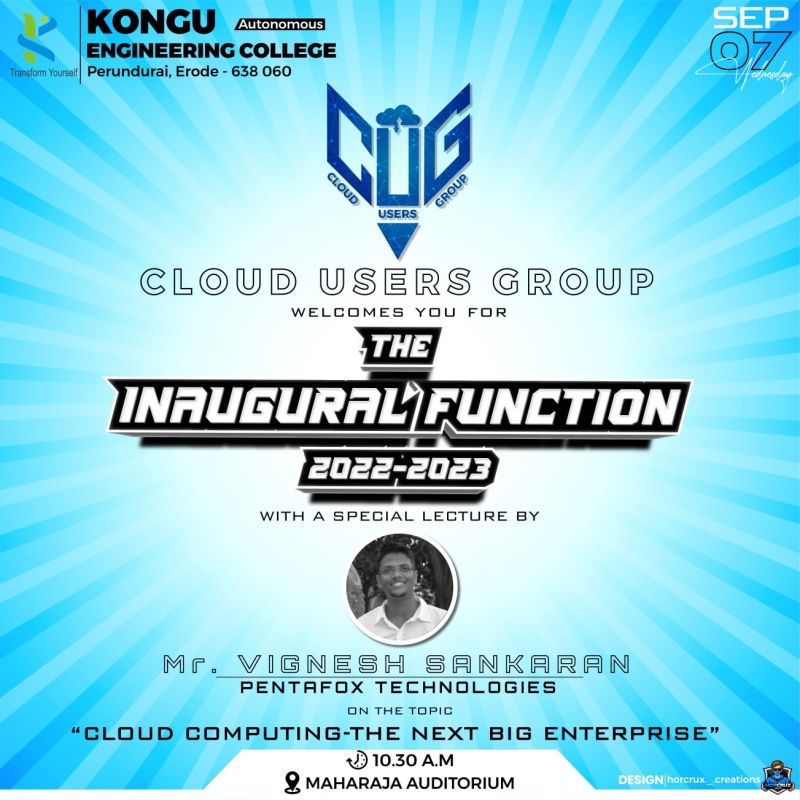 Transform Yourself
KONGU Autonomous
ENGINEERING COLLEGE
Perundurai, Erode - 638 060
SEP
07
Wednesday
CUG
CLOUD USERS GROUP
CLOUD USERS GROUP
WELCOMES YOU FOR
THE
INAUGURAL FUNCTION
2022-2023
WITH A SPECIAL LECTURE BY
Mr. VIGNESH SANKARAN
PENTAFOX TECHNOLOGIES
ON THE TOPIC
“CLOUD COMPUTING-THE NEXT BIG ENTERPRISE”
10.30 A.M
MAHARAJA AUDITORIUM
DESIGN|horcrux_._creations
HORCRUX